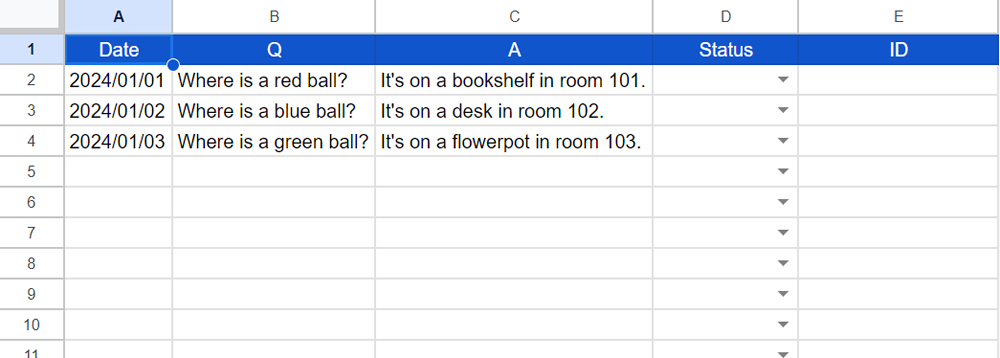 A B C D E
1 Date Q A Status ID
2 2024/01/01 Where is a red ball? It's on a bookshelf in room 101.
3 2024/01/02 Where is a blue ball? It's on a desk in room 102.
4 2024/01/03 Where is a green ball? It's on a flowerpot in room 103.
5
6
7
8
9
10
11